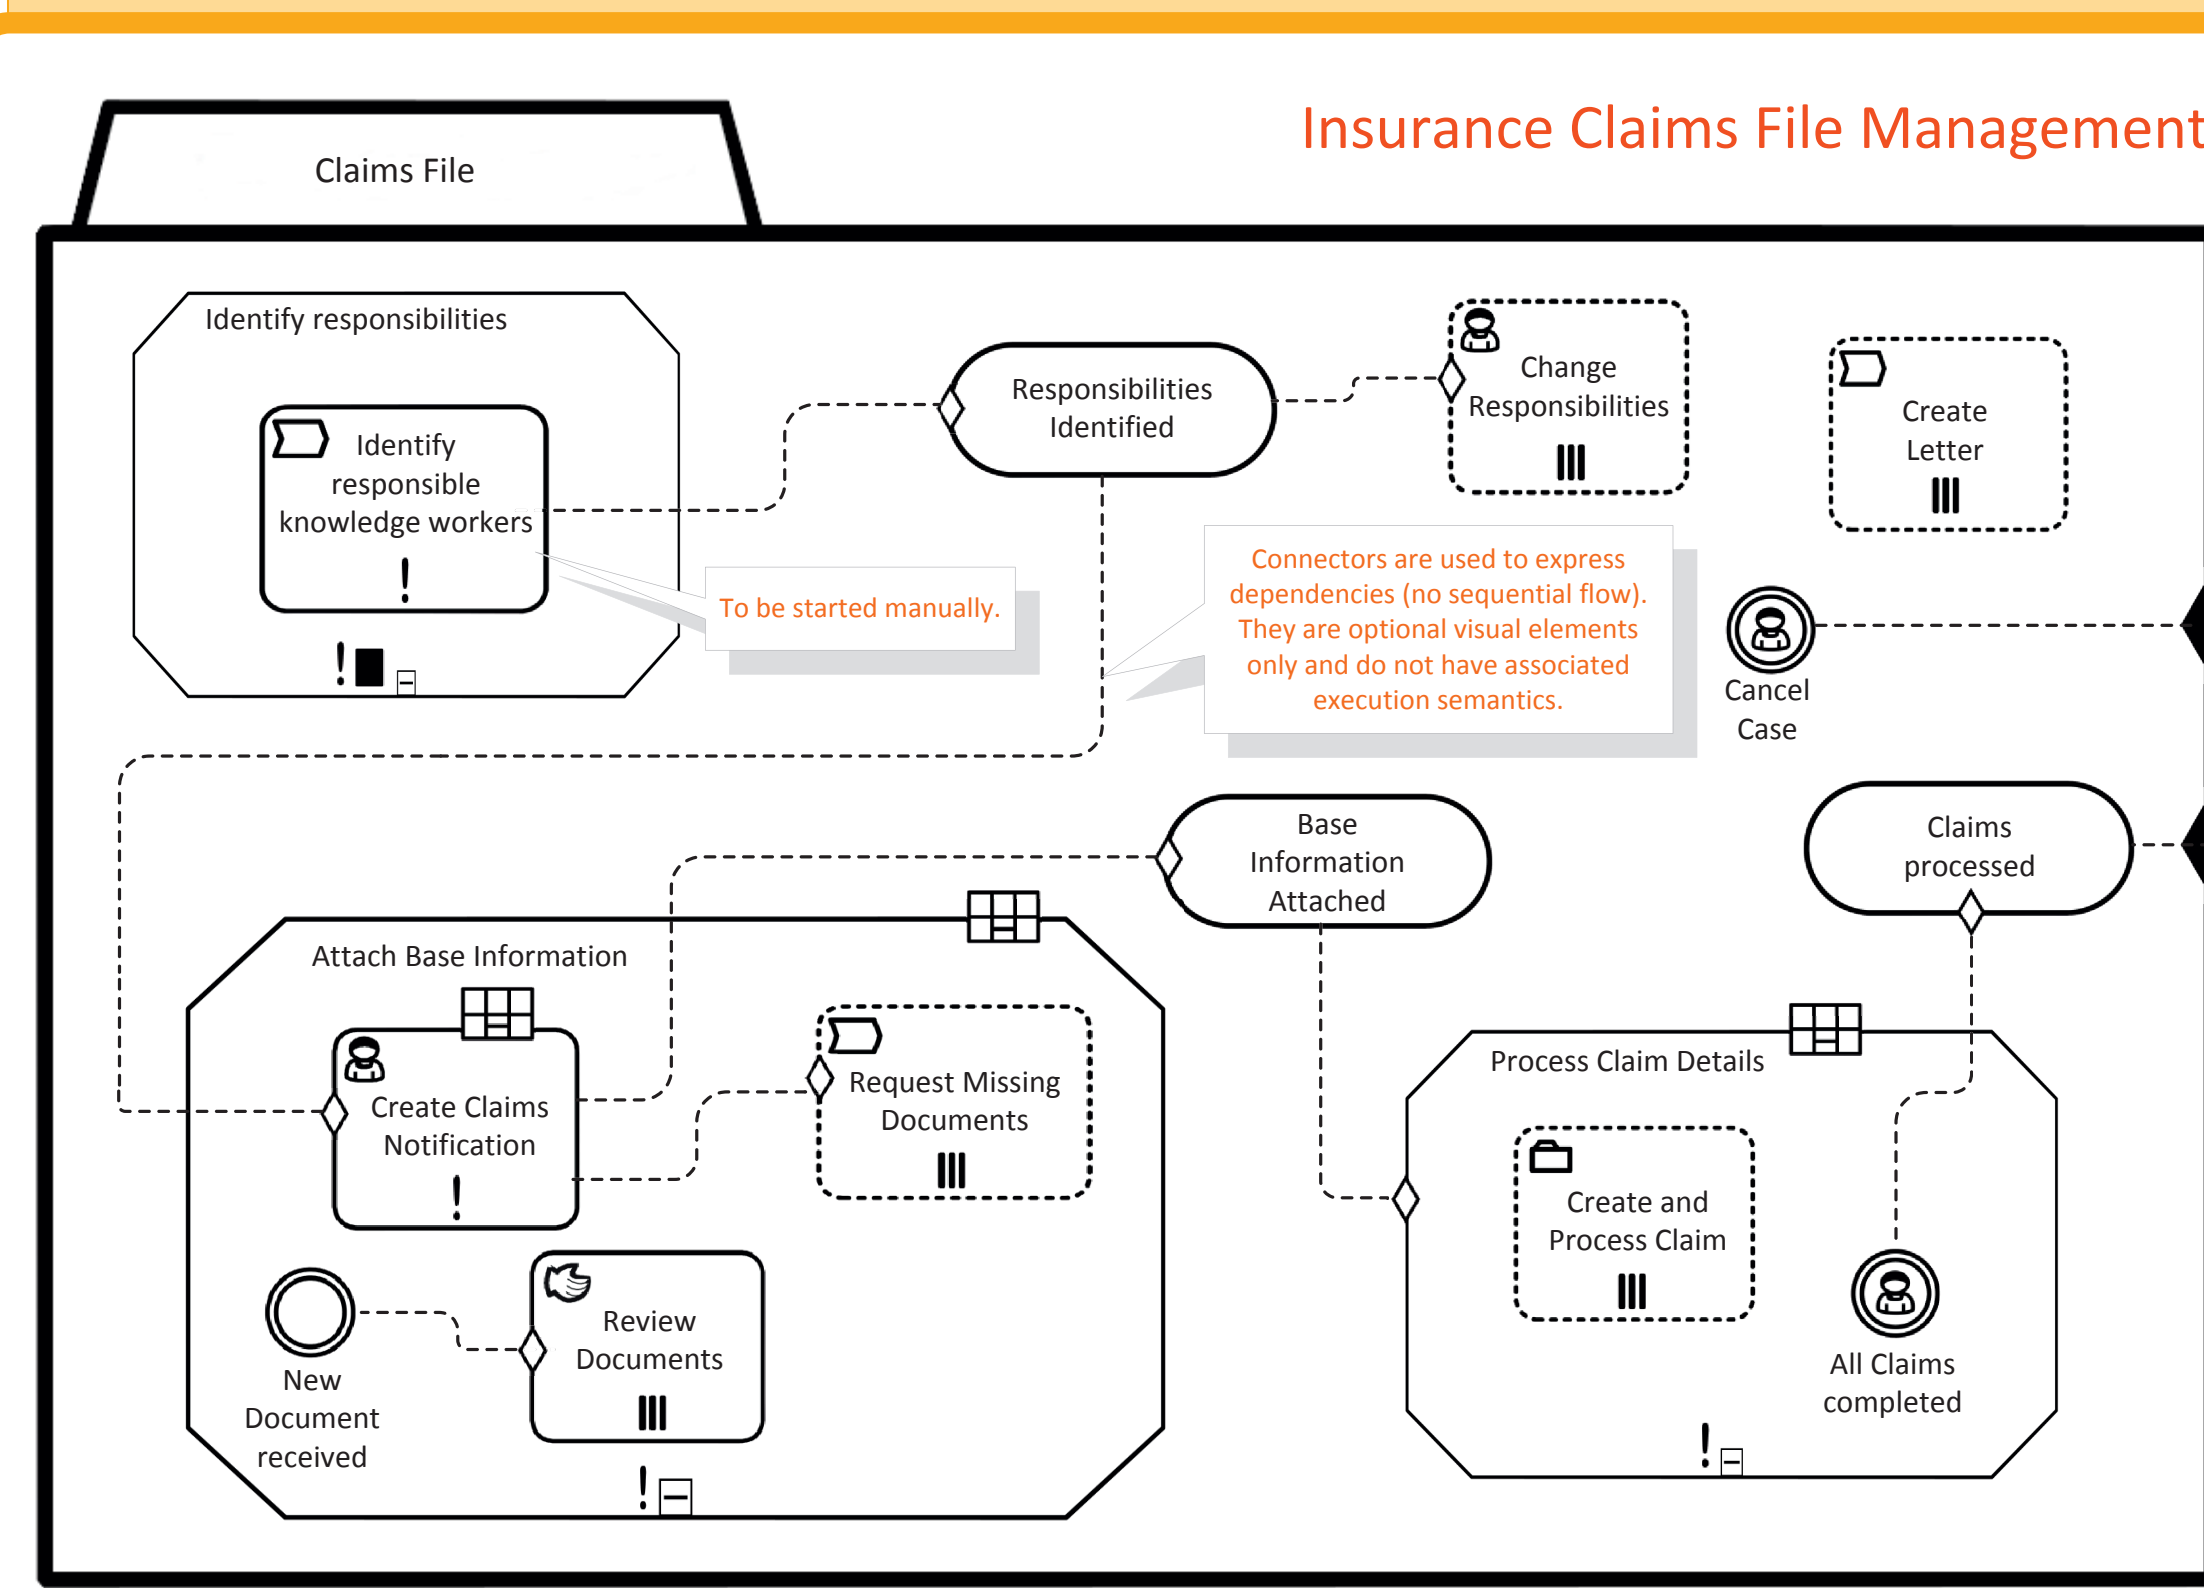 Insurance Claims File Management
Claims File
Identify responsibilities
Identify
responsible
knowledge workers
To be started manually.
Responsibilities
Identified
Change
Responsibilities
Create
Letter
Connectors are used to express
dependencies (no sequential flow).
They are optional visual elements
only and do not have associated
execution semantics.
Cancel
Case
Base
Information
Attached
Claims
processed
Attach Base Information
Create Claims
Notification
Request Missing
Documents
New
Document
received
Review
Documents
Process Claim Details
Create and
Process Claim
All Claims
completed